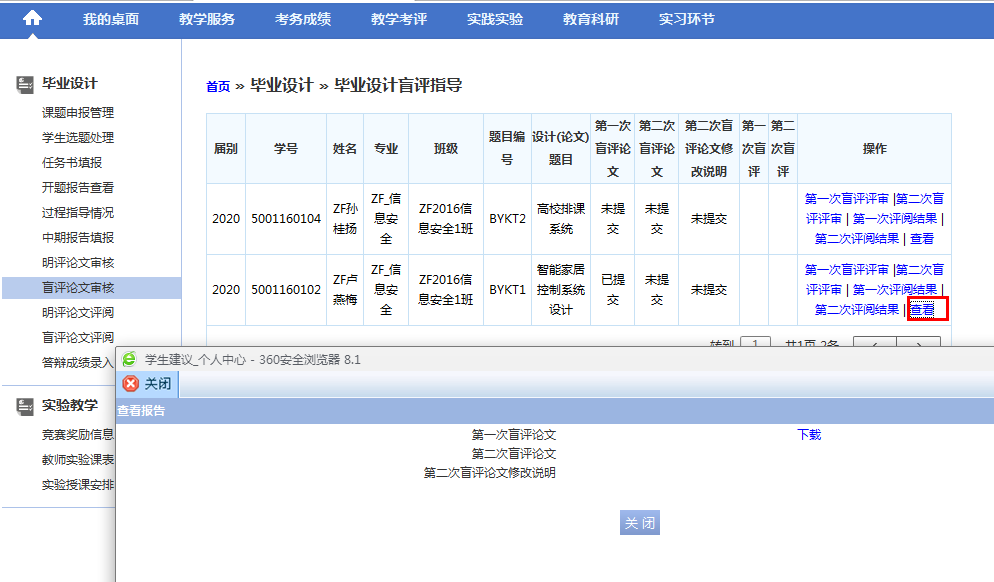 我的桌面 教学服务 考务成绩 教学考评 实践实验 教育科研 实习环节
毕业设计
课题申报管理
学生选题处理
任务书填报
开题报告查看
过程指导情况
中期报告填报
明评论文审核
盲评论文审核
明评论文评阅
盲评论文评阅
答辩成绩录入
实验教学
竞赛奖励信息
教师实验课表
实验授课安排
首页 » 毕业设计 » 毕业设计盲评指导
届别 学号 姓名 专业 班级 题目编号 设计(论文)题目 第一次盲评论文 第二次盲评论文 第二次盲评论文修改说明 第一次盲评 第二次盲评 操作
2020 5001160104 ZF孙桂扬 ZF_信息安全 ZF2016信息安全1班 BYKT2 高校排课系统 未提交 未提交 未提交 第一次盲评评审 |第二次盲评评审 | 第一次评阅结果 | 第二次评阅结果 | 查看
2020 5001160102 ZF卢燕梅 ZF_信息安全 ZF2016信息安全1班 BYKT1 智能家居控制系统设计 已提交 未提交 未提交 第一次盲评评审 |第二次盲评评审 | 第一次评阅结果 | 第二次评阅结果 | 查看
转到 1 共1页 2条
学生建议_个人中心 - 360安全浏览器 8.1
关闭
查看报告
第一次盲评论文 下载
第二次盲评论文
第二次盲评论文修改说明
关 闭